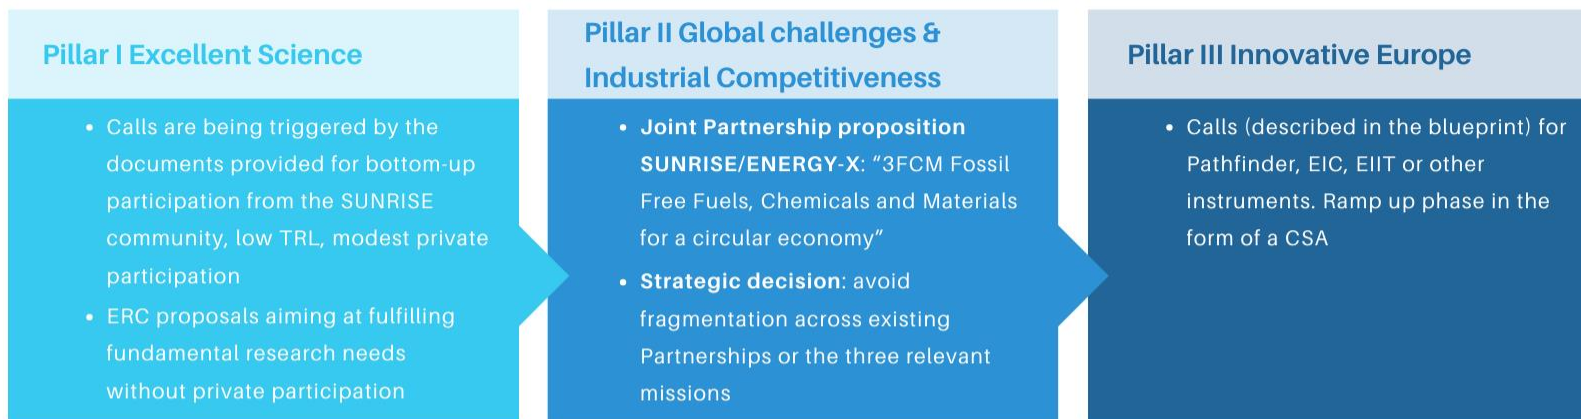 Pillar I Excellent Science
• Calls are being triggered by the
documents provided for bottom-up
participation from the SUNRISE
community, low TRL, modest private
participation
• ERC proposals aiming at fulfilling
fundamental research needs
without private participation
Pillar II Global challenges &
Industrial Competitiveness
• Joint Partnership proposition
SUNRISE/ENERGY-X: “3FCM Fossil
Free Fuels, Chemicals and Materials
for a circular economy”
• Strategic decision: avoid
fragmentation across existing
Partnerships or the three relevant
missions
Pillar III Innovative Europe
• Calls (described in the blueprint) for
Pathfinder, EIC, EIIT or other
instruments. Ramp up phase in the
form of a CSA